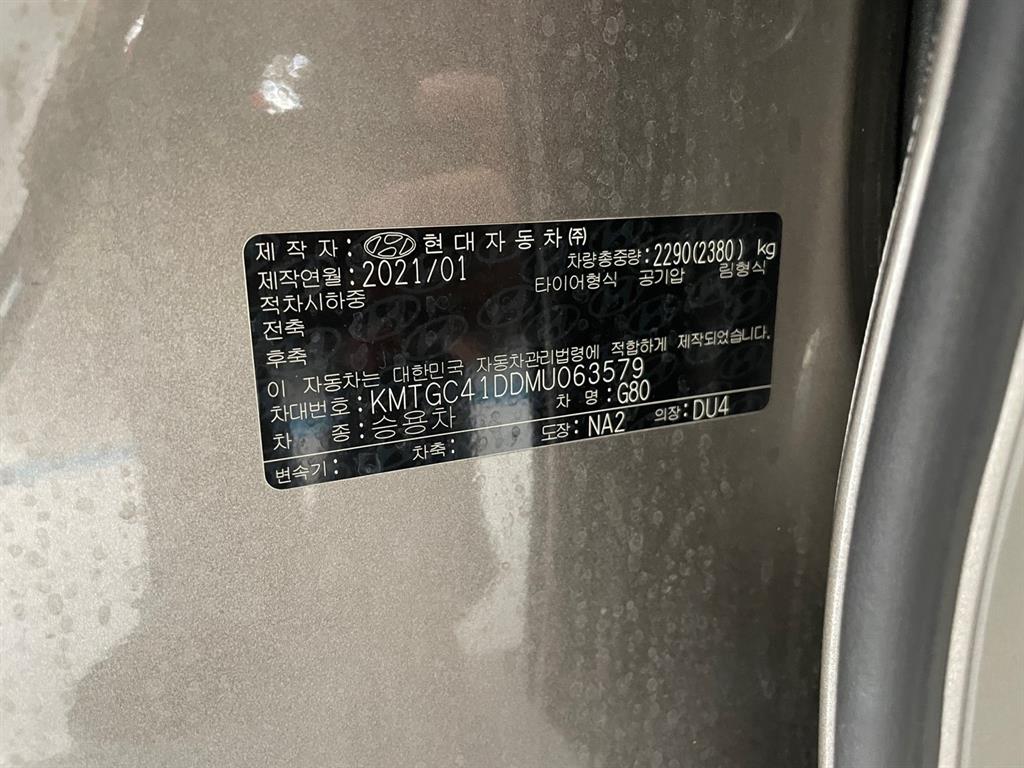 제 작 자 : 현대자동차㈜ 차량총중량 : 2290(2380) kg
제작연월 : 2021/01 타이어형식 공기압 림형식
적차시하중
전축
후축
이 자동차는 대한민국 자동차관리법령에 적합하게 제작되었습니다.
차대번호 : KMTGC41DDMU063579
차 종 : 승용차 차 명 : G80
변속기 : 차축 : 도장 : NA2 의장 : DU4